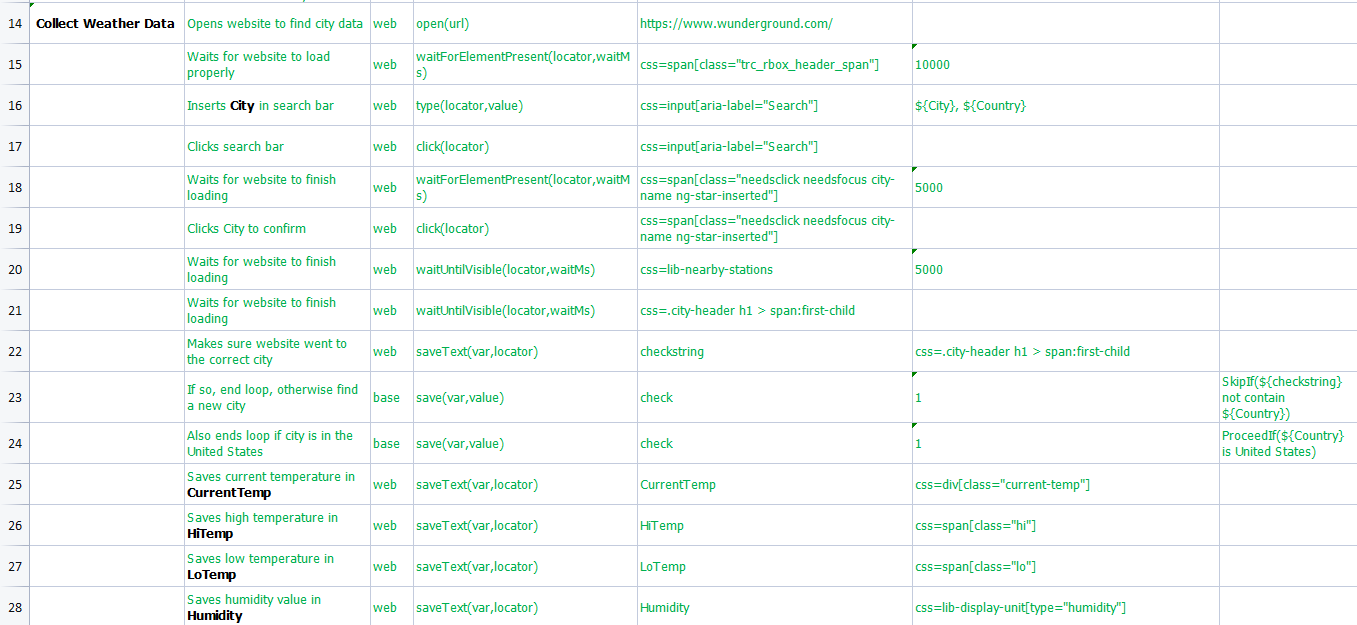 14 Collect Weather Data Opens website to find city data web open(url) https://www.wunderground.com/
15 Waits for website to load properly web waitForElementPresent(locator,waitMs) css=span[class="trc_rbox_header_span"] 10000
16 Inserts City in search bar web type(locator,value) css=input[aria-label="Search"] ${City}, ${Country}
17 Clicks search bar web click(locator) css=input[aria-label="Search"]
18 Waits for website to finish loading web waitForElementPresent(locator,waitMs) css=span[class="needsclick needsfocus city-name ng-star-inserted"] 5000
19 Clicks City to confirm web click(locator) css=span[class="needsclick needsfocus city-name ng-star-inserted"]
20 Waits for website to finish loading web waitUntilVisible(locator,waitMs) css=lib-nearby-stations 5000
21 Waits for website to finish loading web waitUntilVisible(locator,waitMs) css=.city-header h1 > span:first-child
22 Makes sure website went to the correct city web saveText(var,locator) checkstring css=.city-header h1 > span:first-child
23 If so, end loop, otherwise find a new city base save(var,value) check 1 SkipIf(${checkstring} not contain ${Country})
24 Also ends loop if city is in the United States base save(var,value) check 1 ProceedIf(${Country} is United States)
25 Saves current temperature in CurrentTemp web saveText(var,locator) CurrentTemp css=div[class="current-temp"]
26 Saves high temperature in HiTemp web saveText(var,locator) HiTemp css=span[class="hi"]
27 Saves low temperature in LoTemp web saveText(var,locator) LoTemp css=span[class="lo"]
28 Saves humidity value in Humidity web saveText(var,locator) Humidity css=lib-display-unit[type="humidity"]